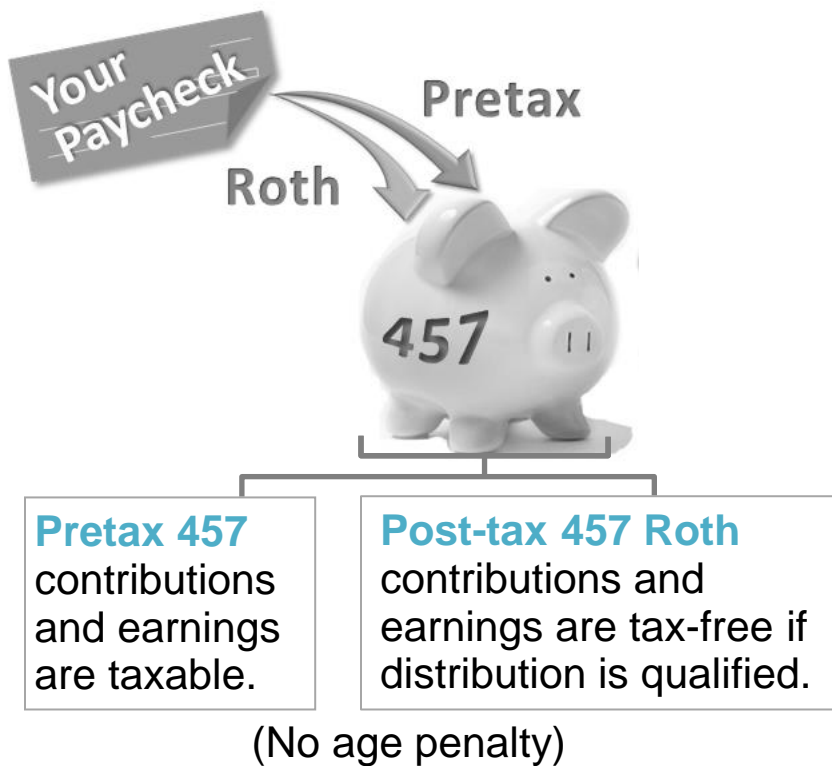 Your
Paycheck
Pretax
Roth
457
Pretax 457
contributions
and earnings
are taxable.
Post-tax 457 Roth
contributions and
earnings are tax-free if
distribution is qualified.
(No age penalty)